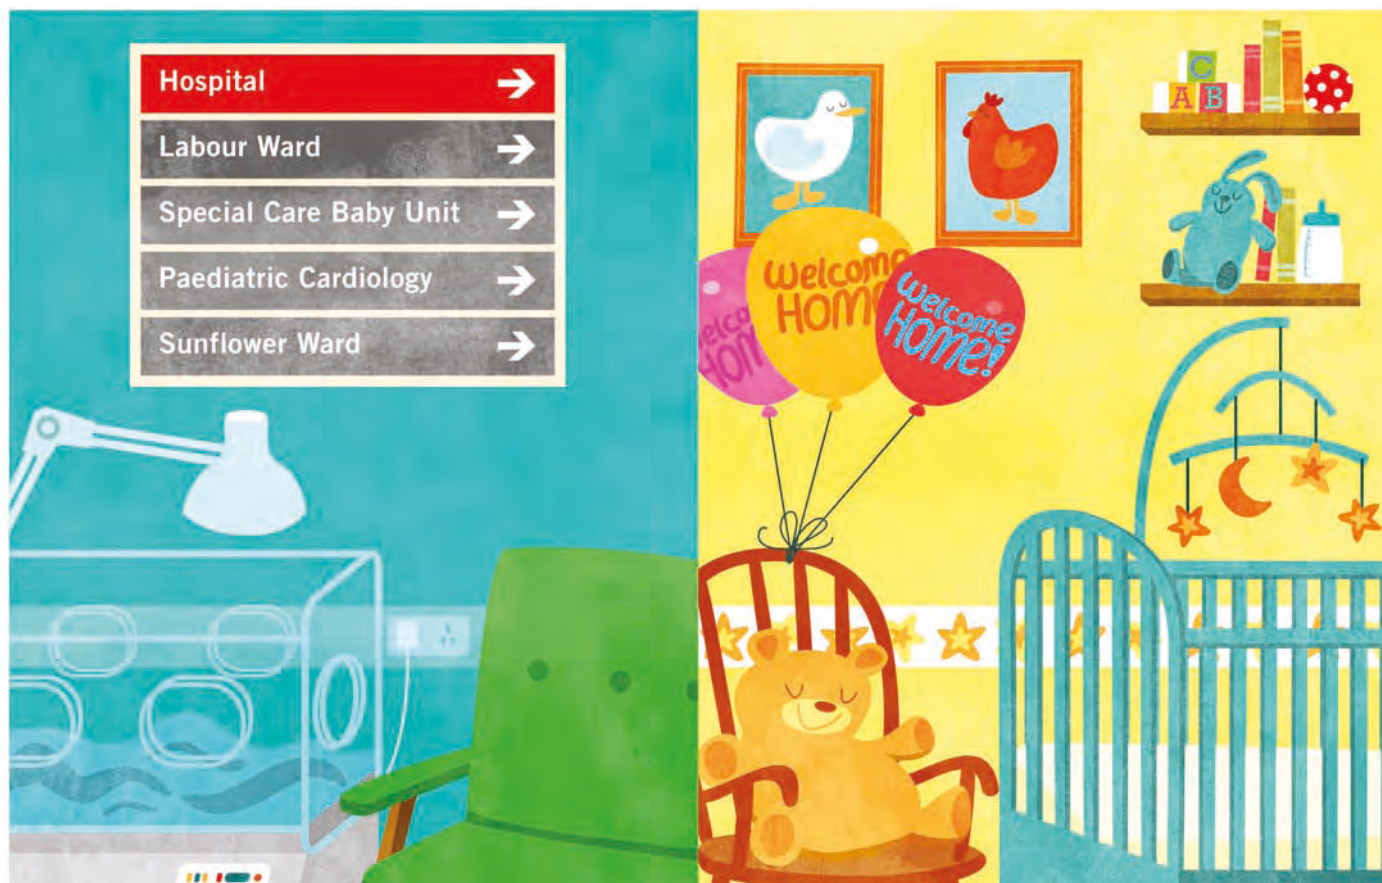 Hospital
Labour Ward
Special Care Baby Unit
Paediatric Cardiology
Sunflower Ward
C
A B
Welcome
HOME
Welcome
HOME!